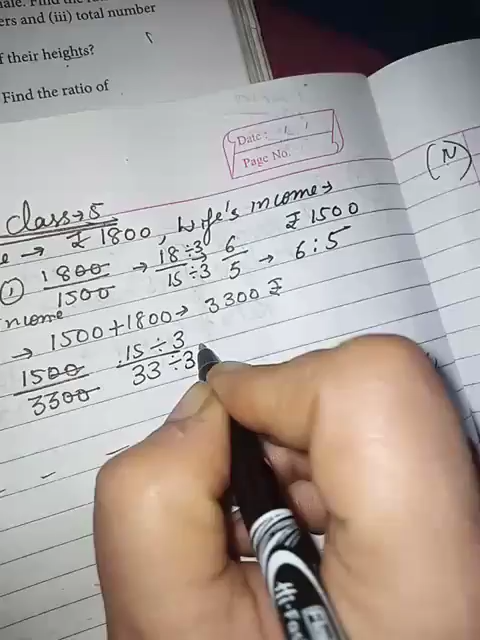 ers and (iii) total number
f their heights?
Find the ratio of
Date:
Page No.
(N)
class → 5
→ ₹ 1800, Wife's income → ₹ 1500
① 1800/1500 → 18÷3/15÷3 → 6/5 → 6:5
income
→ 1500+1800 → 3300 ₹
1500/3300 15÷3/33÷3